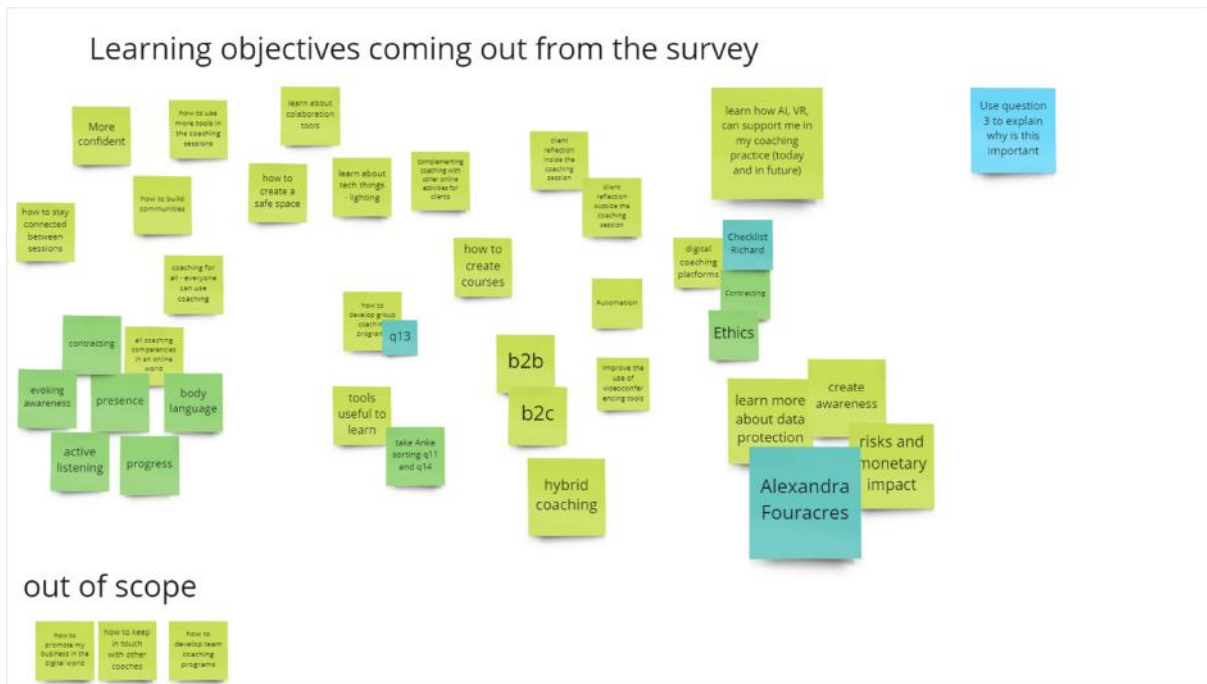 Learning objectives coming out from the survey
More
confident
how to use
more tools in
the coaching
sessions
learn about
colaboration
tools
learn how AI, VR,
can support me in
my coaching
practice (today
and in future)
Use question
3 to explain
why is this
important
client
reflection
inside the
coaching
session
how to build
communities
how to
create a
safe space
learn about
tech things
- lighting
complementing
coaching with
other online
activities for
clients
client
reflection
outside the
coaching
session
how to stay
connected
between
sessions
coaching for
all - everyone
can use
coaching
how to
create
courses
digital
coaching
platforms
Checklist
Richard
Contracting
Ethics
Automation
how to
develop group
coaching
program
q13
contracting
all coaching
competencies
in an online
world
evoking
awareness
presence
body
language
active
listening
progress
b2b
b2c
Improve the
use of
videoconfer
encing tools
tools
useful to
learn
take Anke
sorting q11
and q14
hybrid
coaching
learn more
about data
protection
create
awareness
risks and
monetary
impact
Alexandra
Fouracres
out of scope
how to
promote my
business in the
digital world
how to keep
in touch
with other
coaches
how to
develop team
coaching
programs